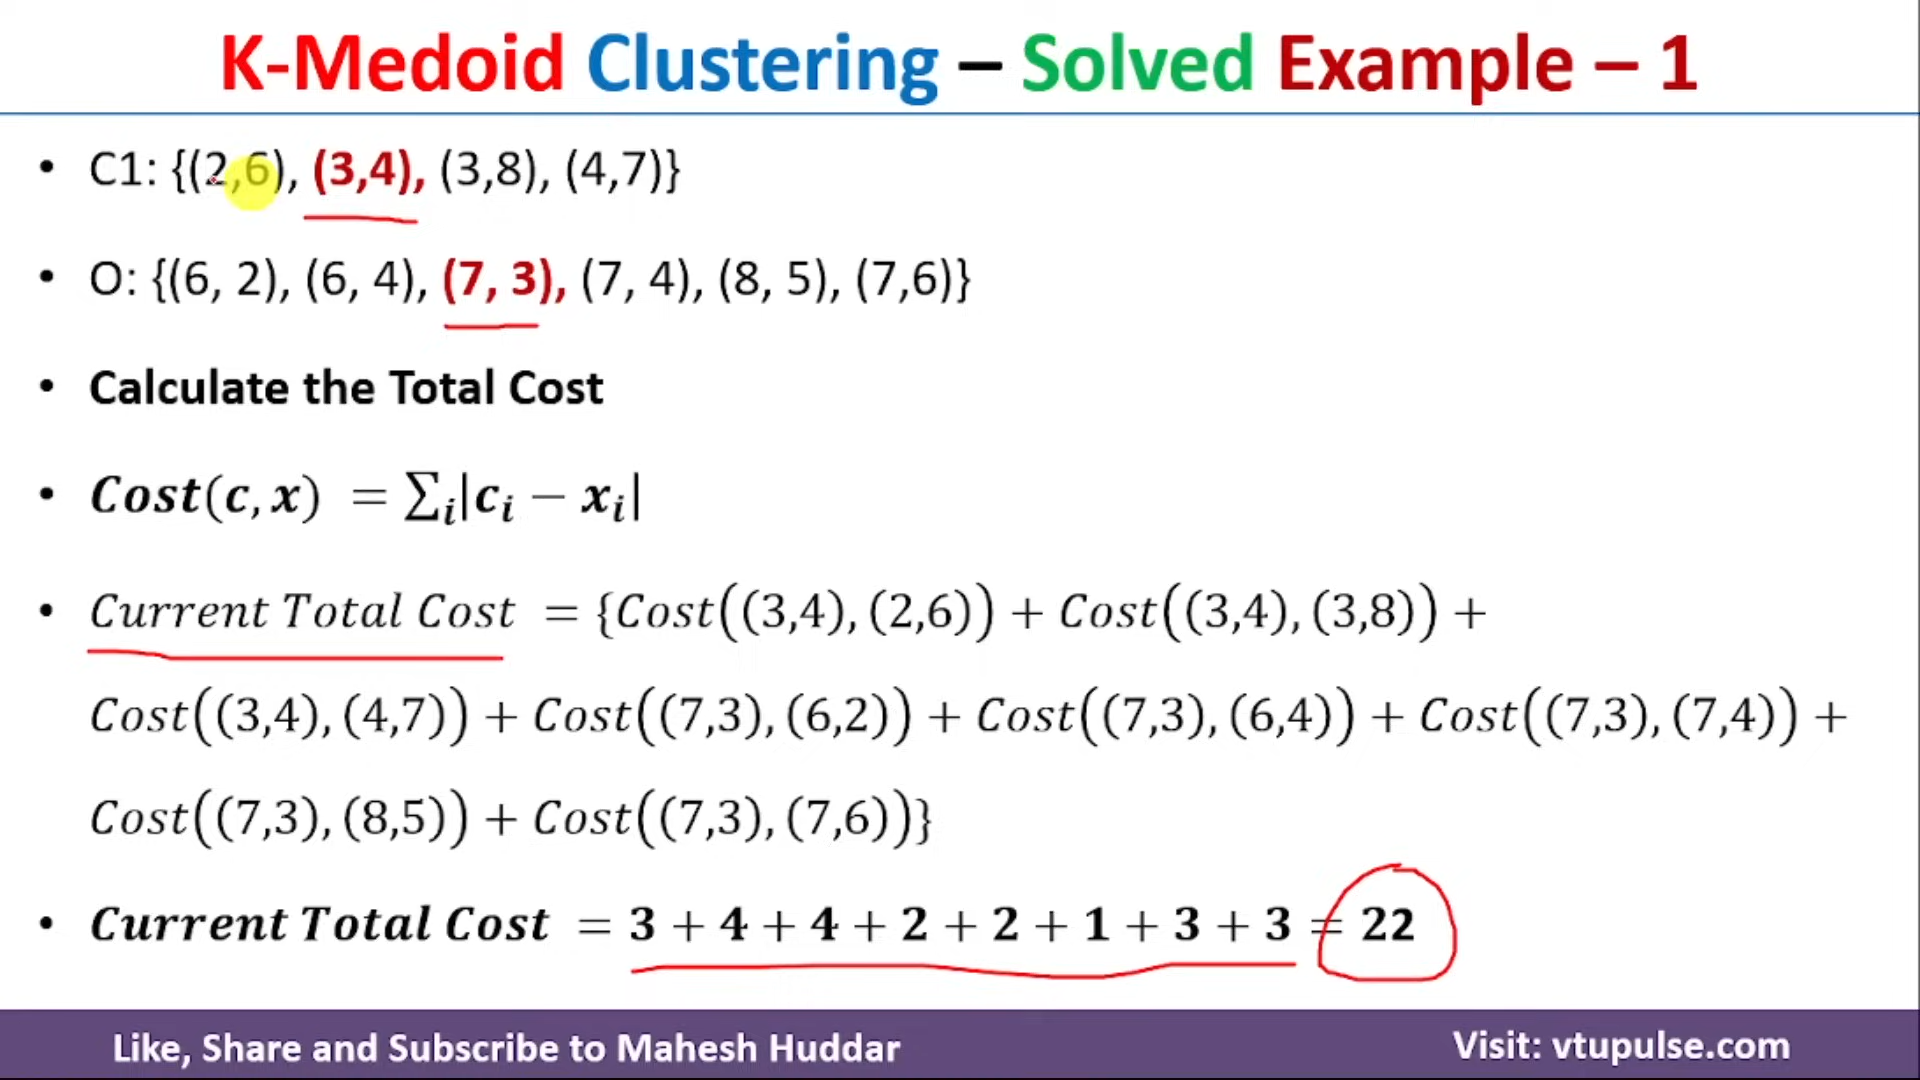 K-Medoid Clustering – Solved Example – 1
• C1: {(2,6), (3,4), (3,8), (4,7)}
• O: {(6, 2), (6, 4), (7, 3), (7, 4), (8, 5), (7,6)}
• Calculate the Total Cost
• Cost(c, x) = ∑ᵢ|cᵢ − xᵢ|
• Current Total Cost = {Cost((3,4), (2,6)) + Cost((3,4), (3,8)) +
Cost((3,4), (4,7)) + Cost((7,3), (6,2)) + Cost((7,3), (6,4)) + Cost((7,3), (7,4)) +
Cost((7,3), (8,5)) + Cost((7,3), (7,6))}
• Current Total Cost = 3 + 4 + 4 + 2 + 2 + 1 + 3 + 3 = 22
Like, Share and Subscribe to Mahesh Huddar
Visit: vtupulse.com